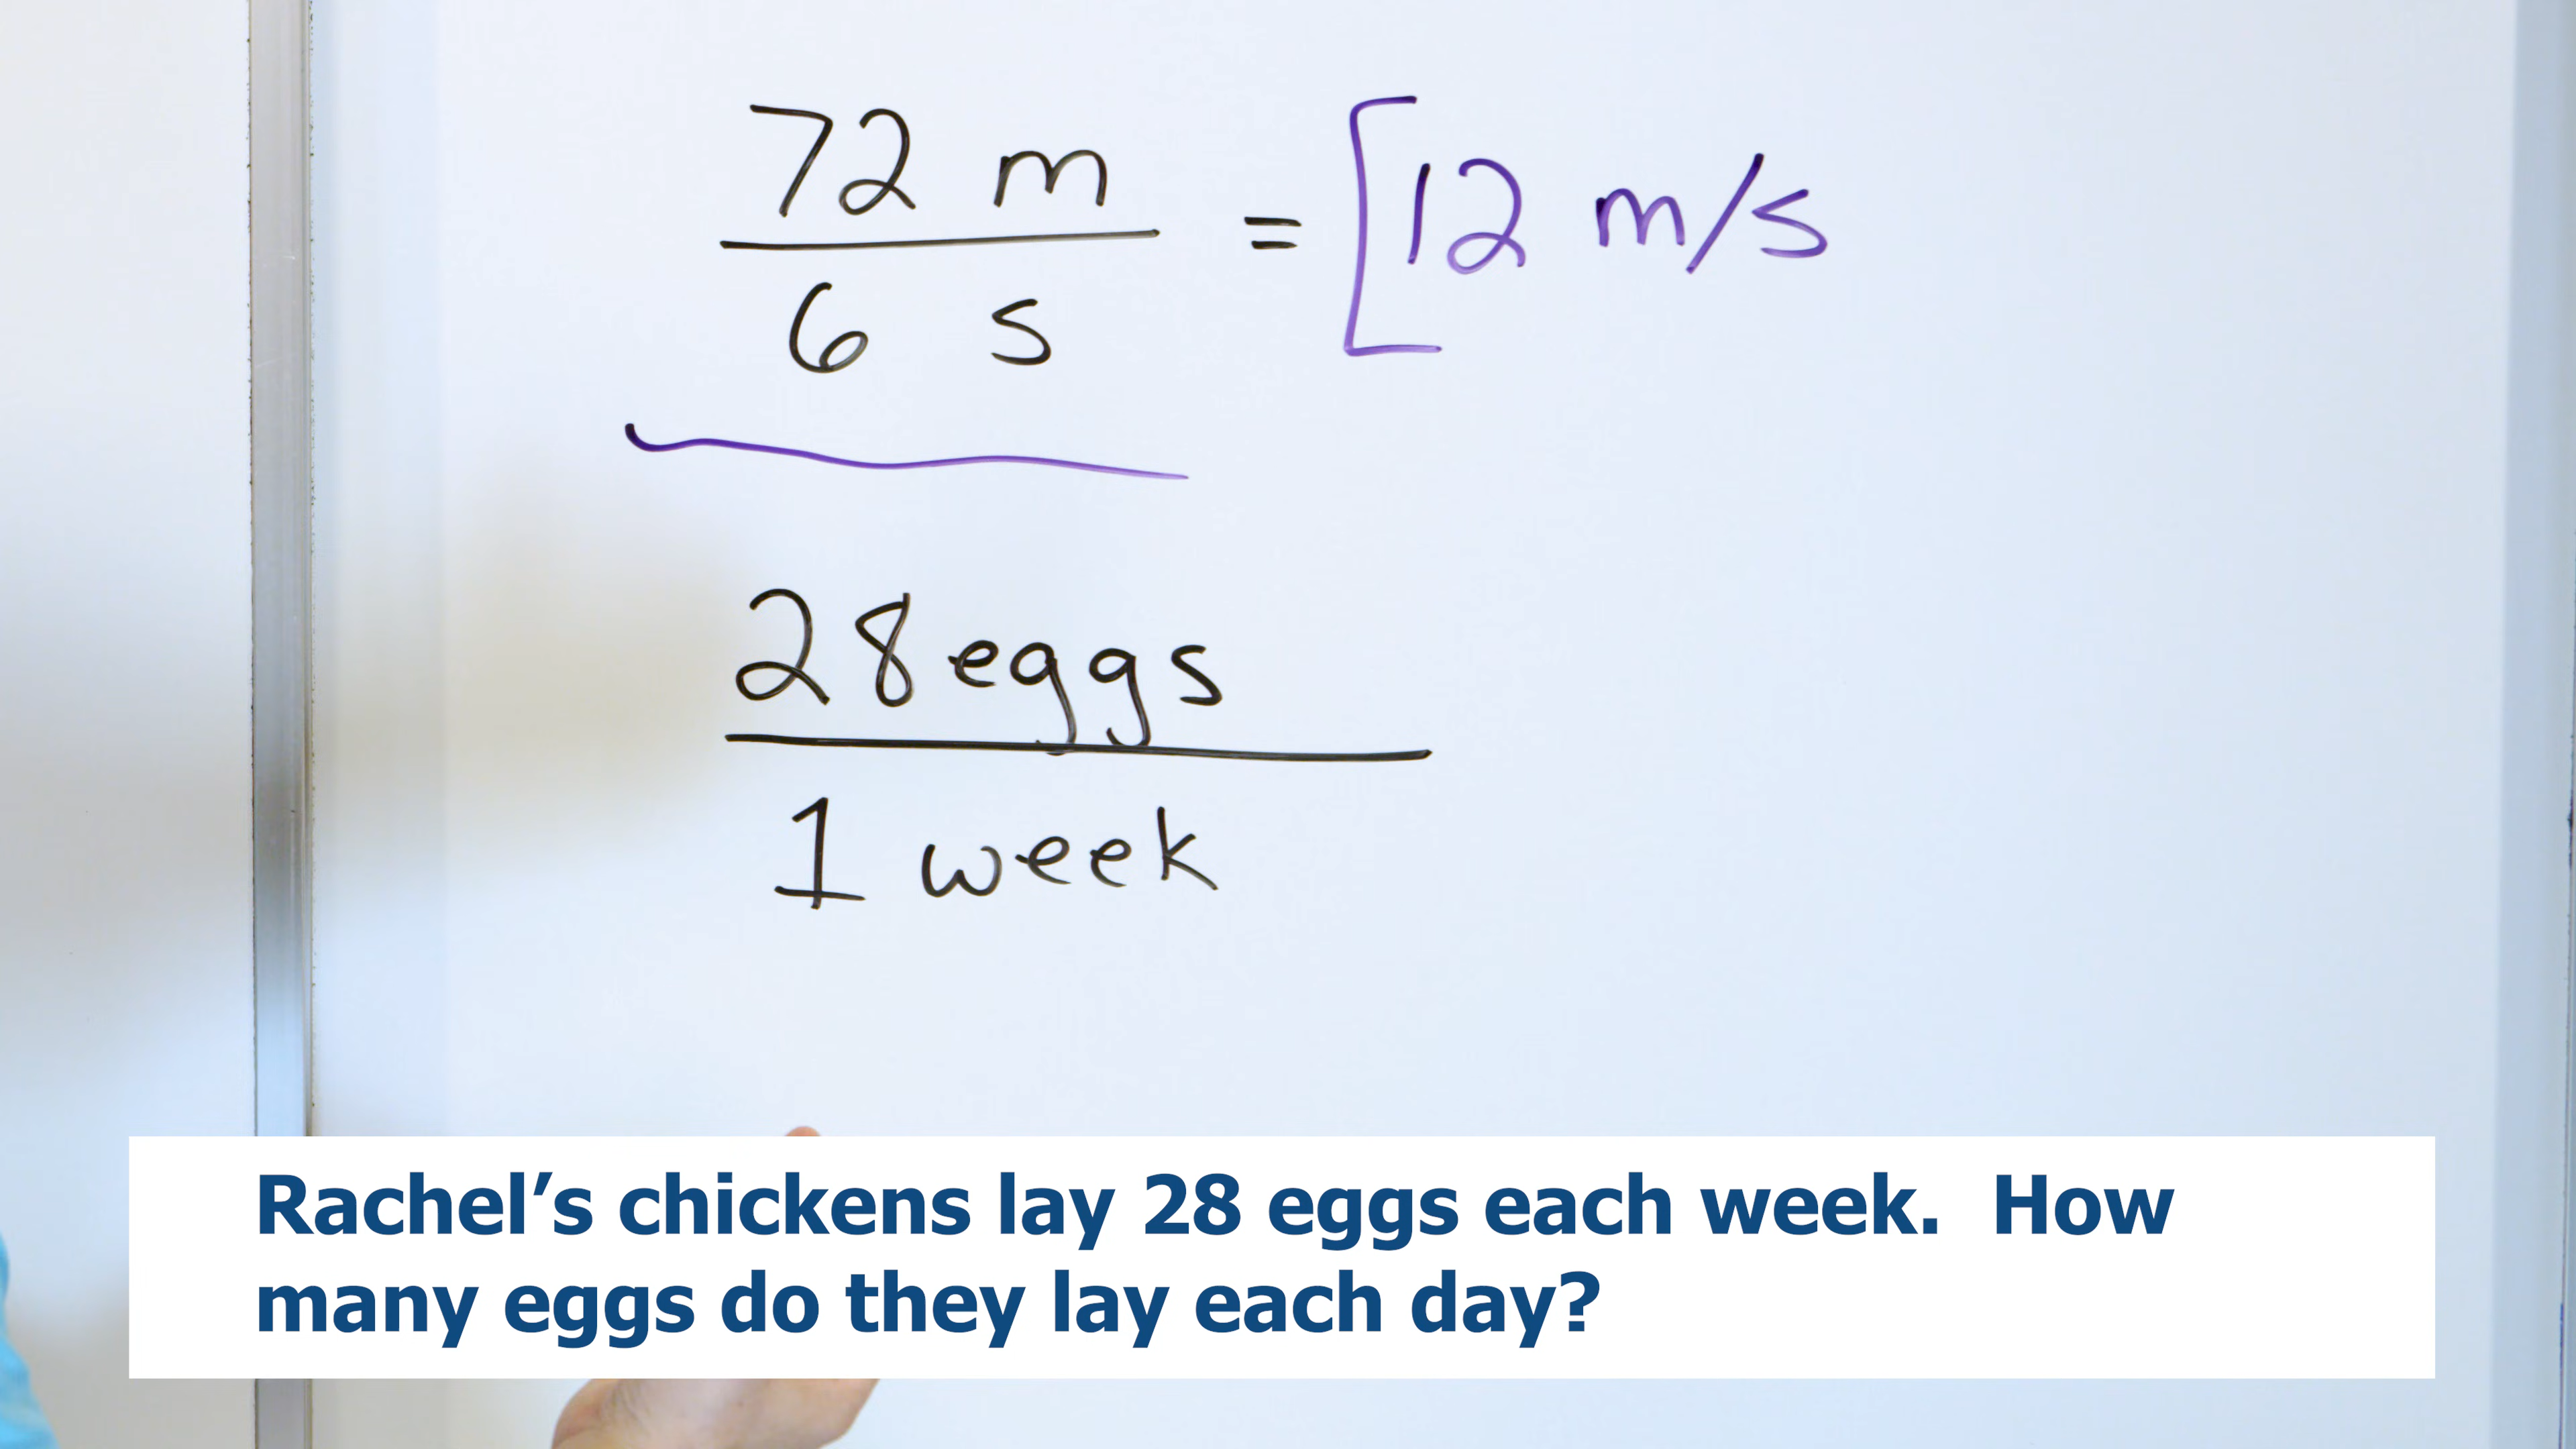 72 m
= [12 m/s
6 s
28 eggs
1 week
Rachel’s chickens lay 28 eggs each week.  How
many eggs do they lay each day?